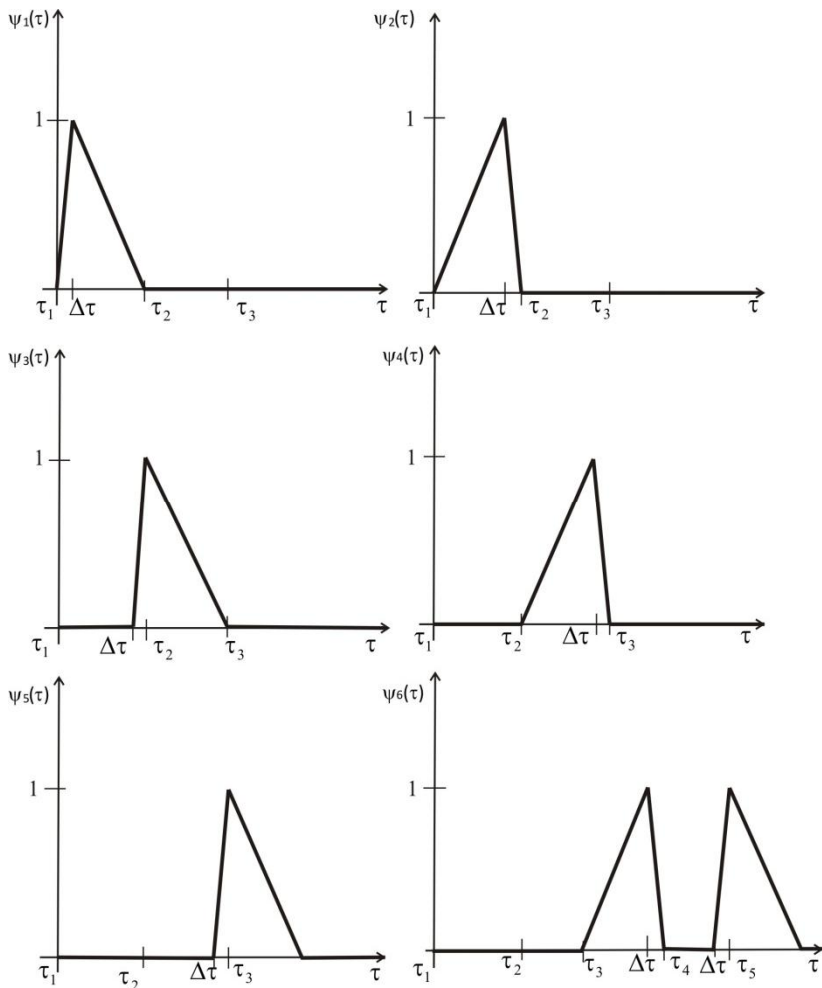 ψ₁(τ)
1
τ₁ Δτ τ₂ τ₃ τ
ψ₂(τ)
1
τ₁ Δτ τ₂ τ₃ τ
ψ₃(τ)
1
τ₁ Δτ τ₂ τ₃ τ
ψ₄(τ)
1
τ₁ τ₂ Δτ τ₃ τ
ψ₅(τ)
1
τ₁ τ₂ Δτ τ₃ τ
ψ₆(τ)
1
τ₁ τ₂ τ₃ Δτ τ₄ Δτ τ₅ τ